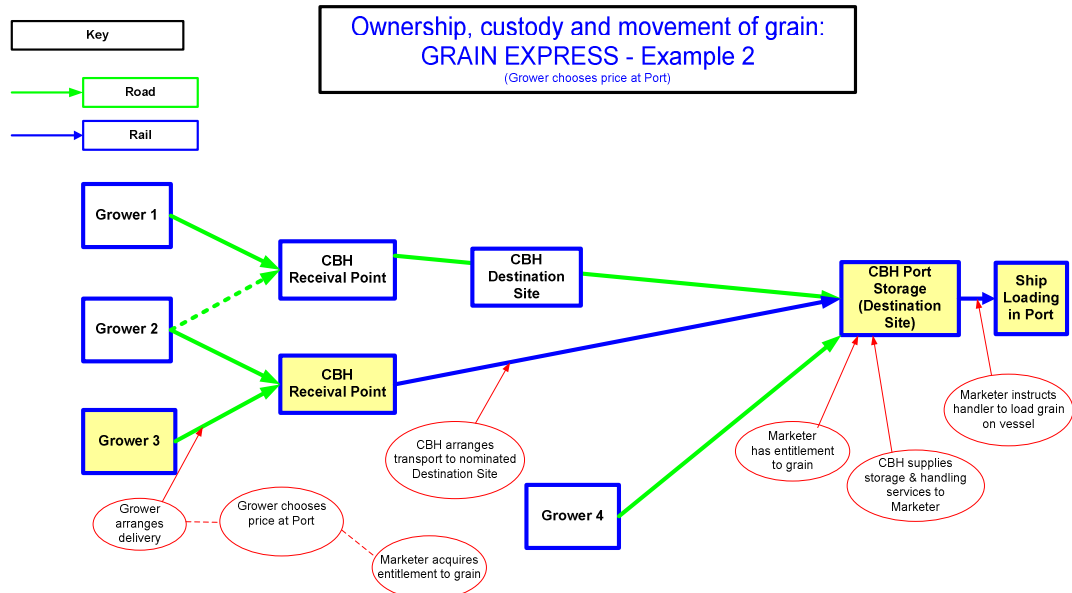 Key
Ownership, custody and movement of grain:
GRAIN EXPRESS - Example 2
(Grower chooses price at Port)
Road
Rail
Grower 1
CBH
Receival Point
CBH
Destination
Site
CBH Port
Storage
(Destination
Site)
Ship
Loading
in Port
Grower 2
CBH
Receival Point
Grower 3
Marketer instructs
handler to load grain
on vessel
CBH arranges
transport to nominated
Destination Site
Marketer
has entitlement
to grain
CBH supplies
storage & handling
services to
Marketer
Grower
arranges
delivery
Grower chooses
price at Port
Grower 4
Marketer acquires
entitlement to grain